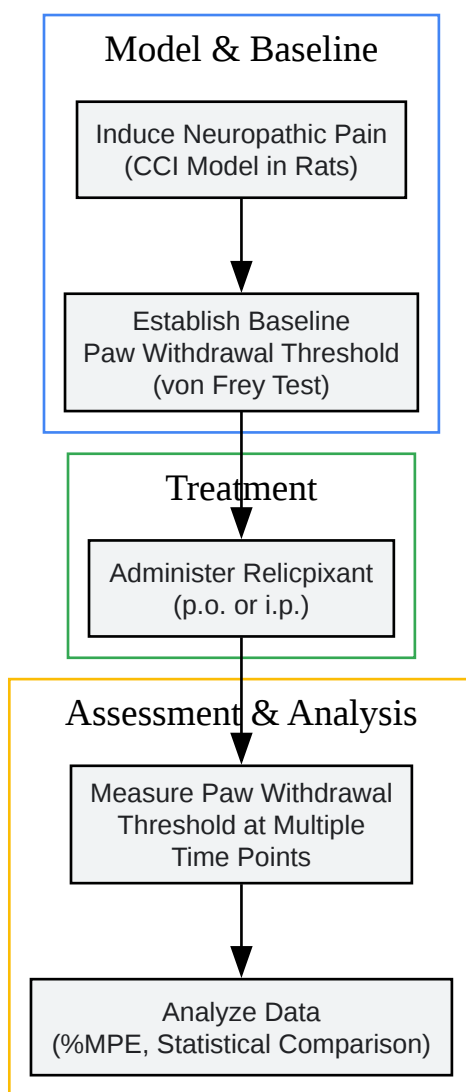 Model & Baseline
Induce Neuropathic Pain
(CCI Model in Rats)
Establish Baseline
Paw Withdrawal Threshold
(von Frey Test)
Treatment
Administer Relicpixant
(p.o. or i.p.)
Assessment & Analysis
Measure Paw Withdrawal
Threshold at Multiple
Time Points
Analyze Data
(%MPE, Statistical Comparison)